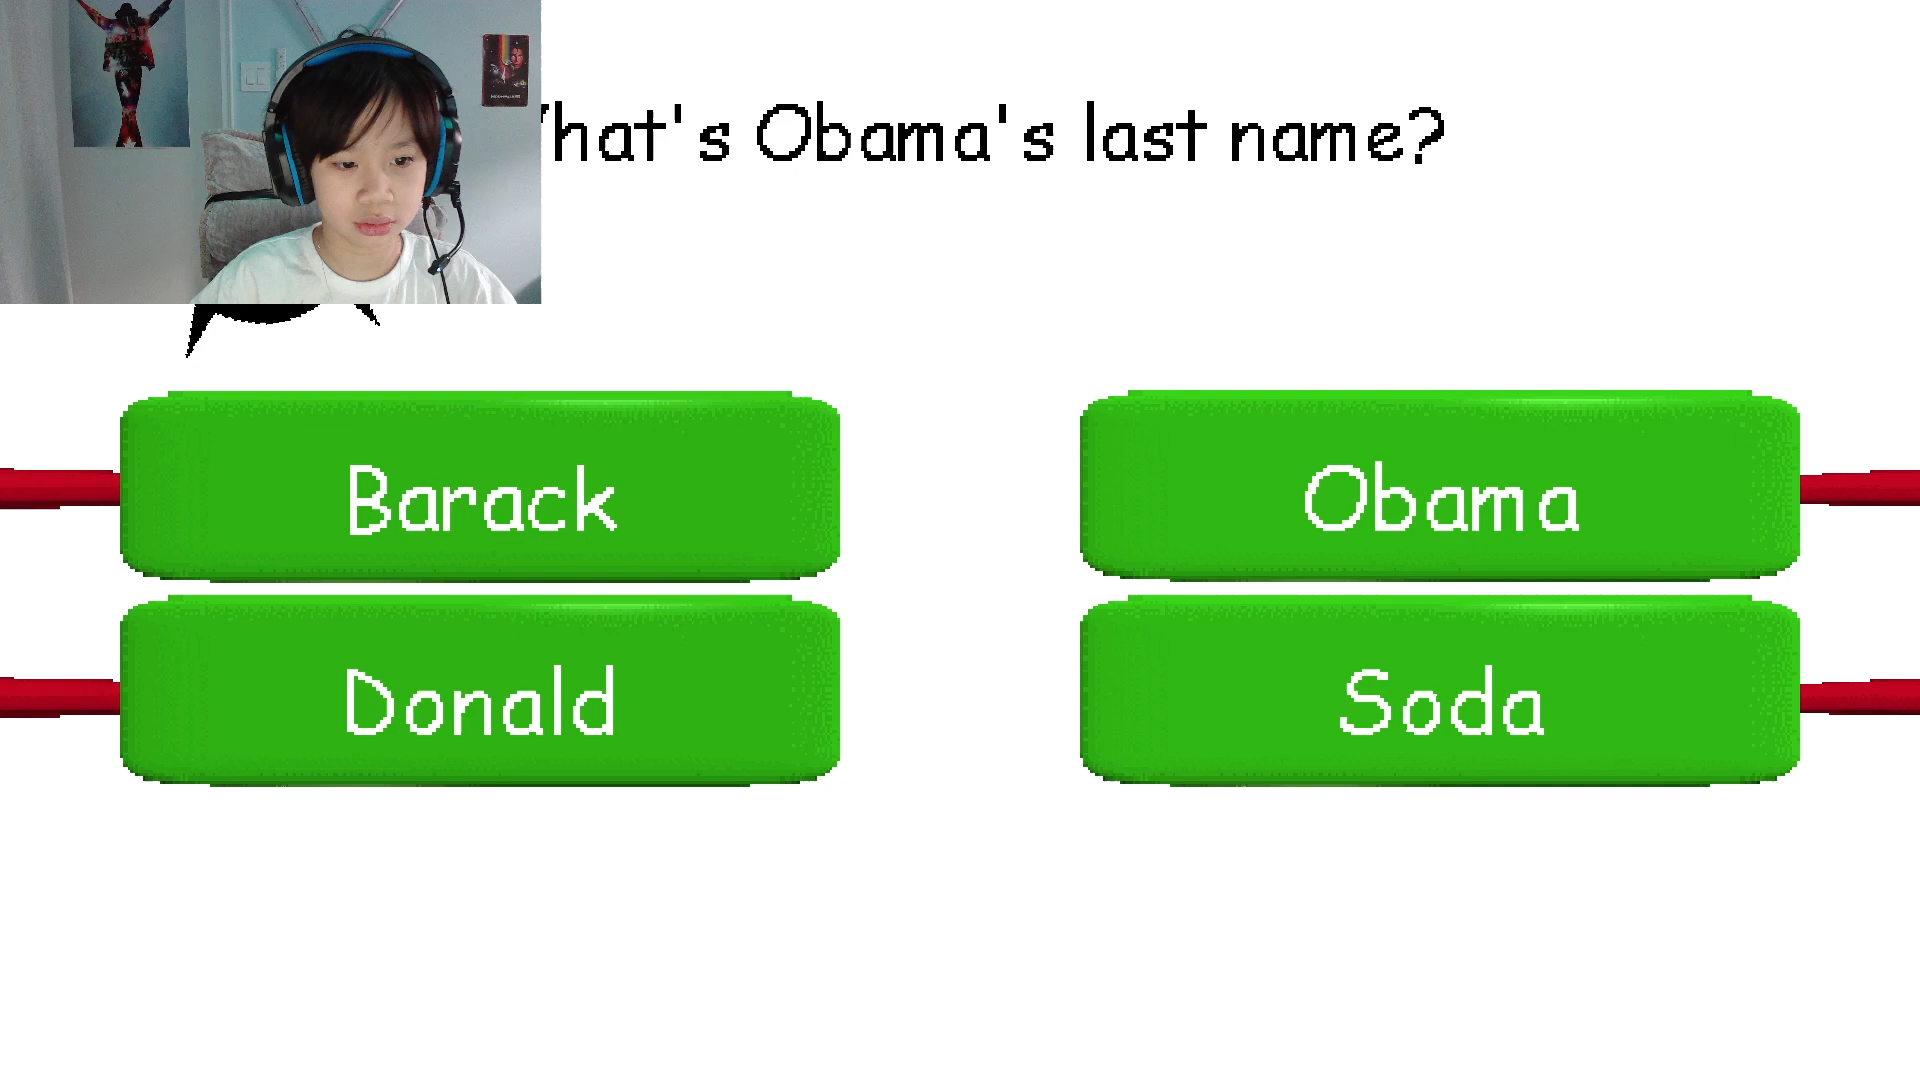 hat's Obama's last name?
Barack
Obama
Donald
Soda